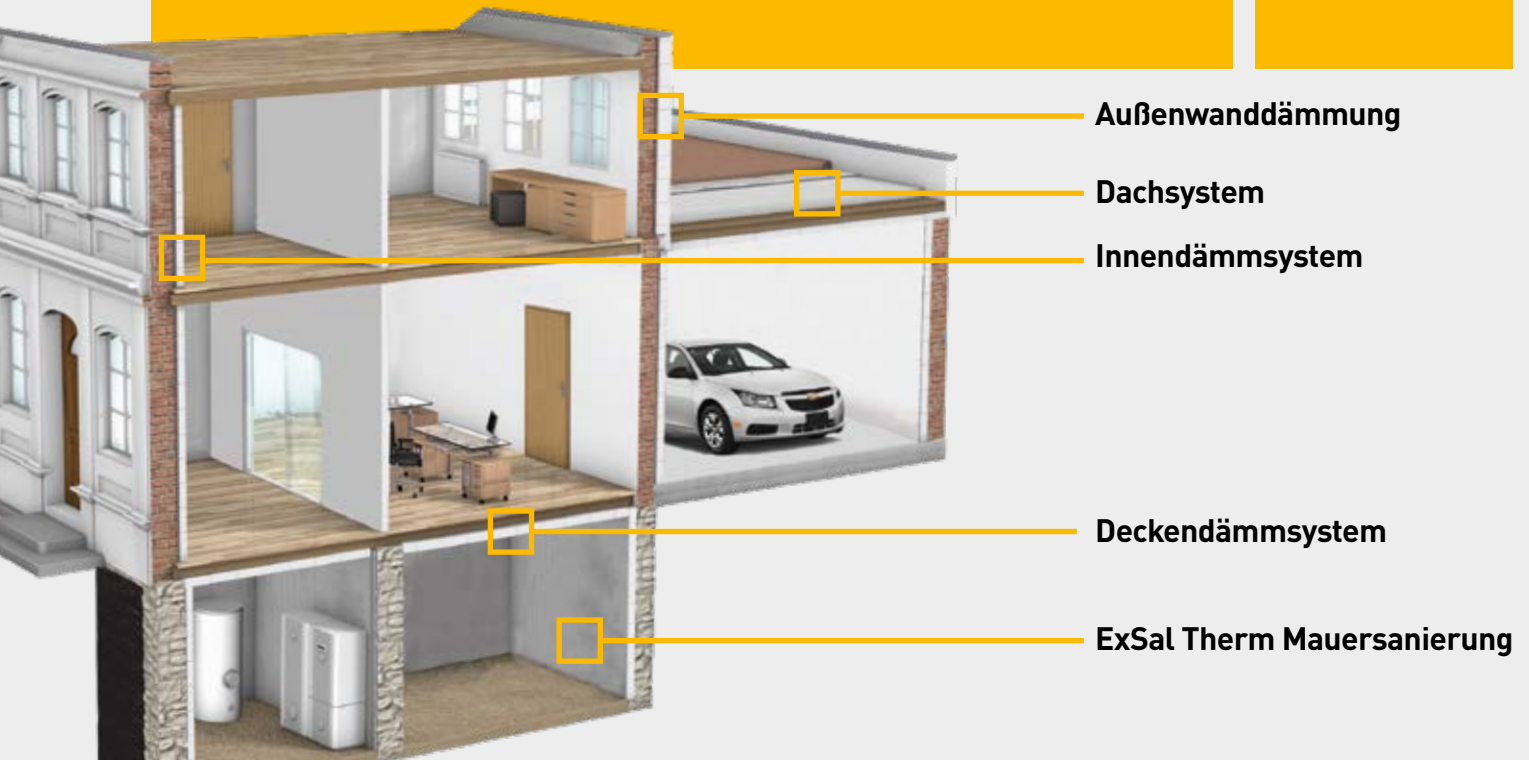 Außenwanddämmung
Dachsystem
Innendämmsystem
Deckendämmsystem
ExSal Therm Mauersanierung